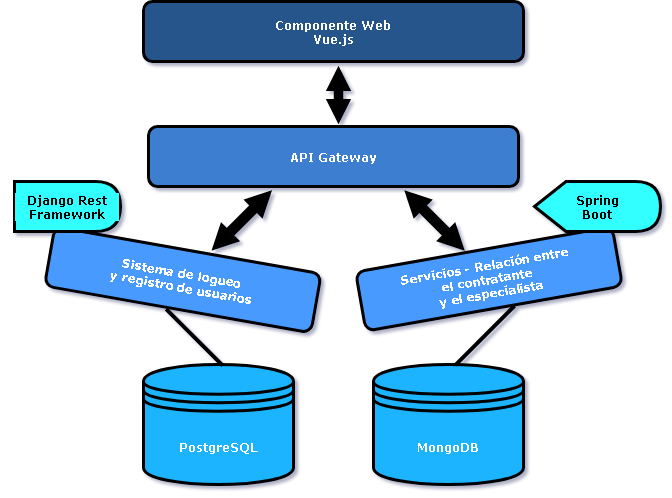 Componente Web
Vue.js
API Gateway
Django Rest
Framework
Spring
Boot
Sistema de logueo
y registro de usuarios
Servicios - Relación entre
el contratante
y el especialista
PostgreSQL
MongoDB